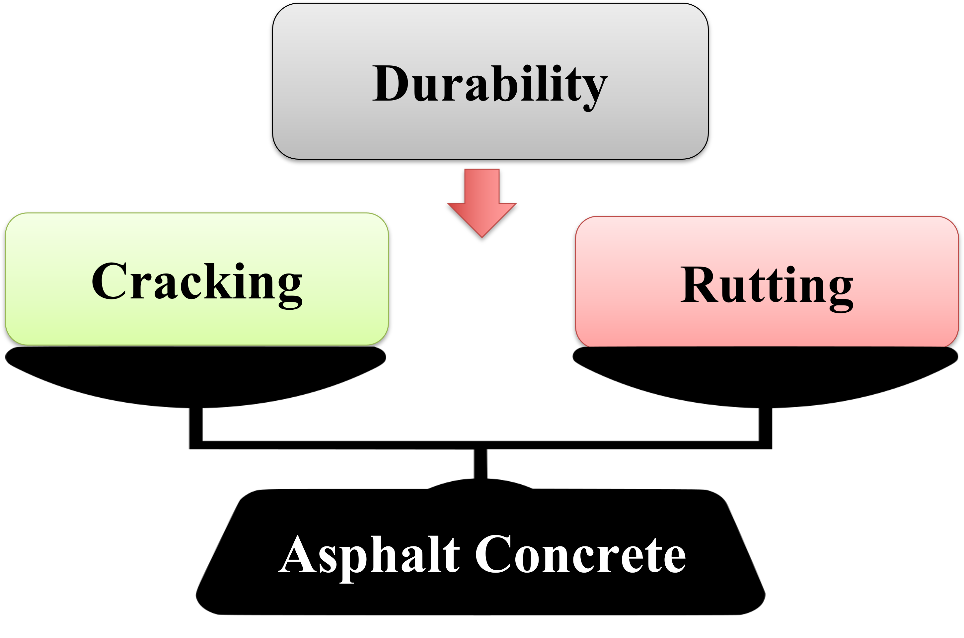 Durability
Cracking
Rutting
Asphalt Concrete